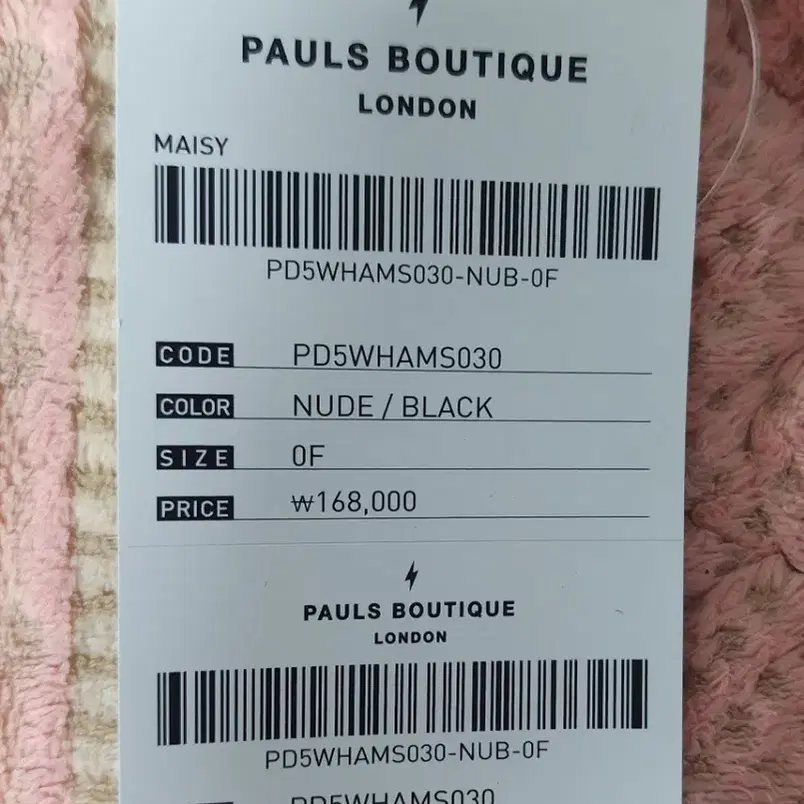 PAULS BOUTIQUE
LONDON
MAISY
PD5WHAMS030-NUB-0F
CODE PD5WHAMS030
COLOR NUDE / BLACK
SIZE 0F
PRICE ₩168,000
PAULS BOUTIQUE
LONDON
PD5WHAMS030-NUB-0F
PD5WHAMS030